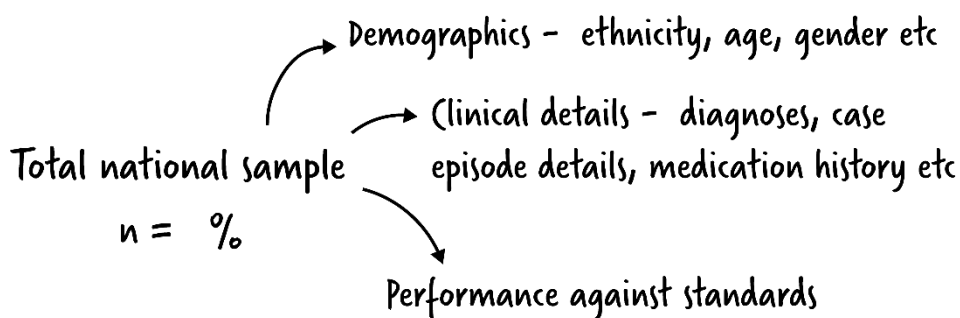 Demographics - ethnicity, age, gender etc
Clinical details - diagnoses, case
episode details, medication history etc
Total national sample
n = %
Performance against standards